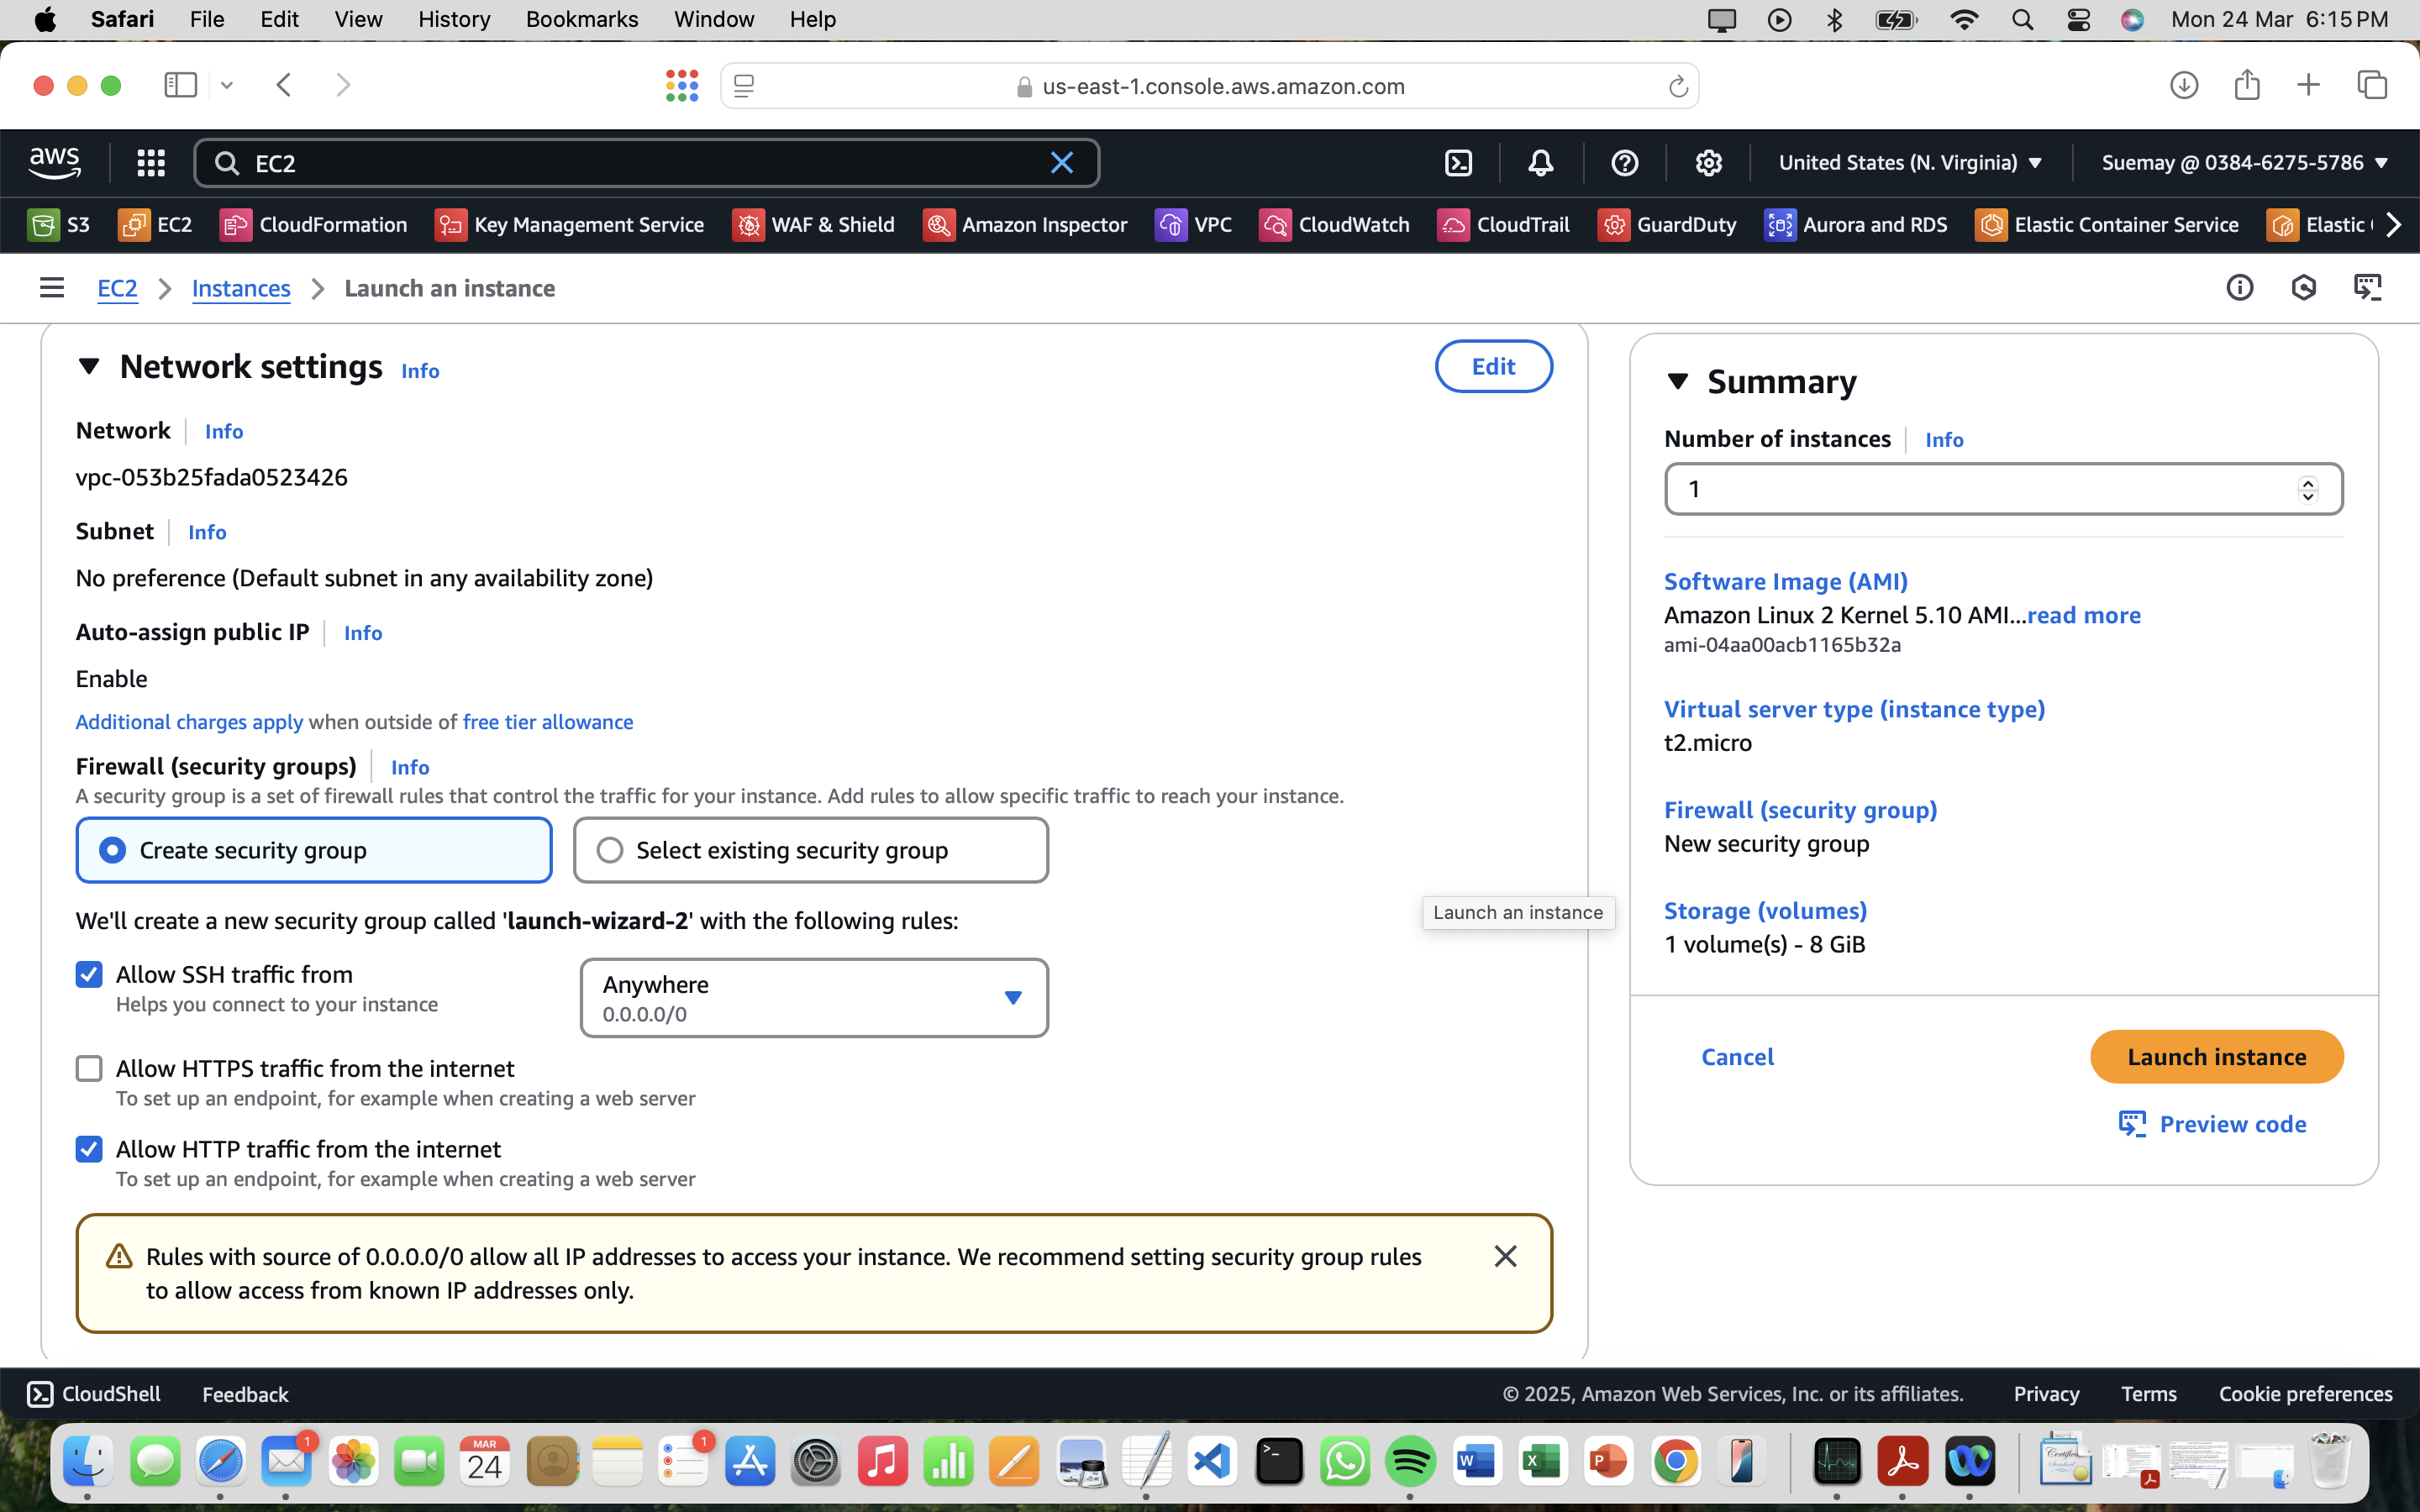 Safari File Edit View History Bookmarks Window Help Mon 24 Mar 6:15 PM
us-east-1.console.aws.amazon.com
aws EC2 United States (N. Virginia) Suemay @ 0384-6275-5786
S3 EC2 CloudFormation Key Management Service WAF & Shield Amazon Inspector VPC CloudWatch CloudTrail GuardDuty Aurora and RDS Elastic Container Service Elastic
EC2 Instances Launch an instance
Network settings Info Edit
Network Info
vpc-053b25fada0523426
Subnet Info
No preference (Default subnet in any availability zone)
Auto-assign public IP Info
Enable
Additional charges apply when outside of free tier allowance
Firewall (security groups) Info
A security group is a set of firewall rules that control the traffic for your instance. Add rules to allow specific traffic to reach your instance.
Create security group Select existing security group
We'll create a new security group called 'launch-wizard-2' with the following rules:
Allow SSH traffic from
Helps you connect to your instance
Anywhere
0.0.0.0/0
Allow HTTPS traffic from the internet
To set up an endpoint, for example when creating a web server
Allow HTTP traffic from the internet
To set up an endpoint, for example when creating a web server
Rules with source of 0.0.0.0/0 allow all IP addresses to access your instance. We recommend setting security group rules
to allow access from known IP addresses only.
Launch an instance
Summary
Number of instances Info
1
Software Image (AMI)
Amazon Linux 2 Kernel 5.10 AMI...read more
ami-04aa00acb1165b32a
Virtual server type (instance type)
t2.micro
Firewall (security group)
New security group
Storage (volumes)
1 volume(s) - 8 GiB
Cancel Launch instance
Preview code
CloudShell Feedback © 2025, Amazon Web Services, Inc. or its affiliates. Privacy Terms Cookie preferences
1
MAR
24
1
W
X
P